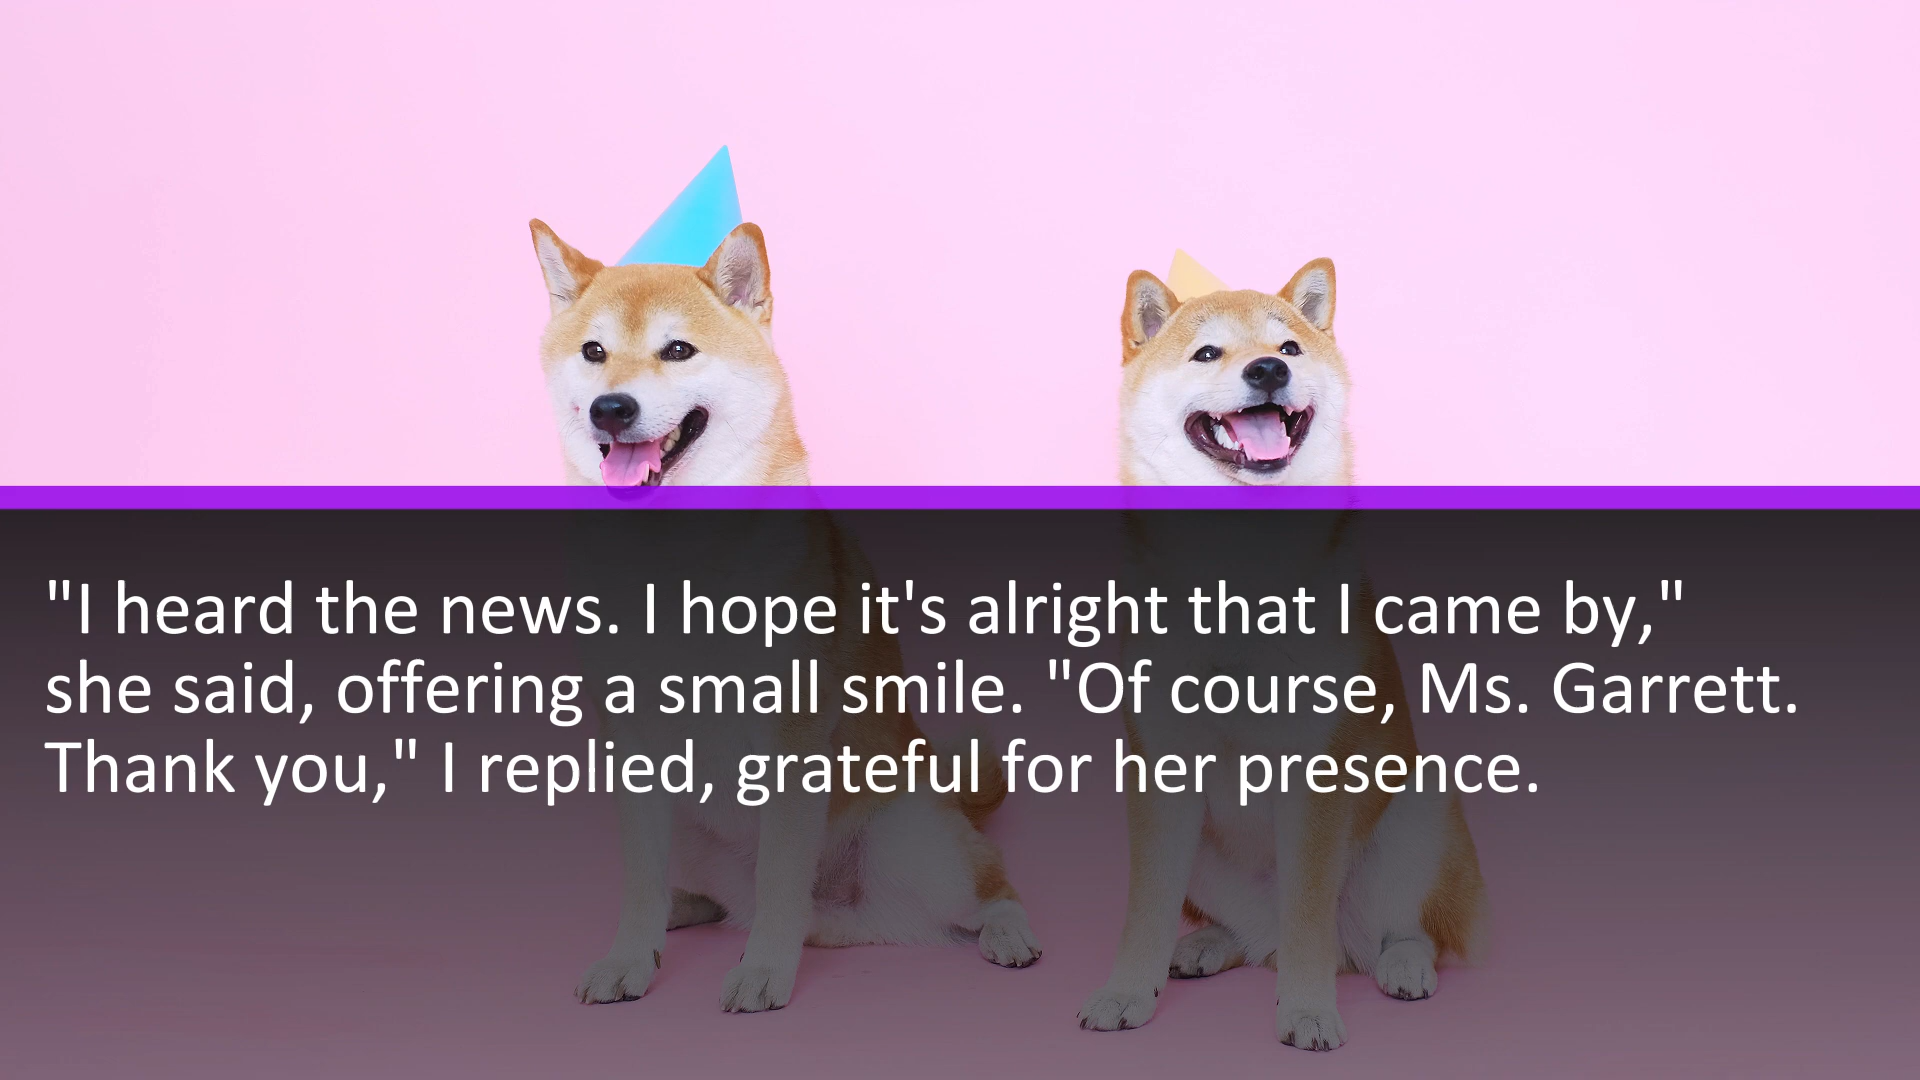 "I heard the news. I hope it's alright that I came by,"
she said, offering a small smile. "Of course, Ms. Garrett.
Thank you," I replied, grateful for her presence.